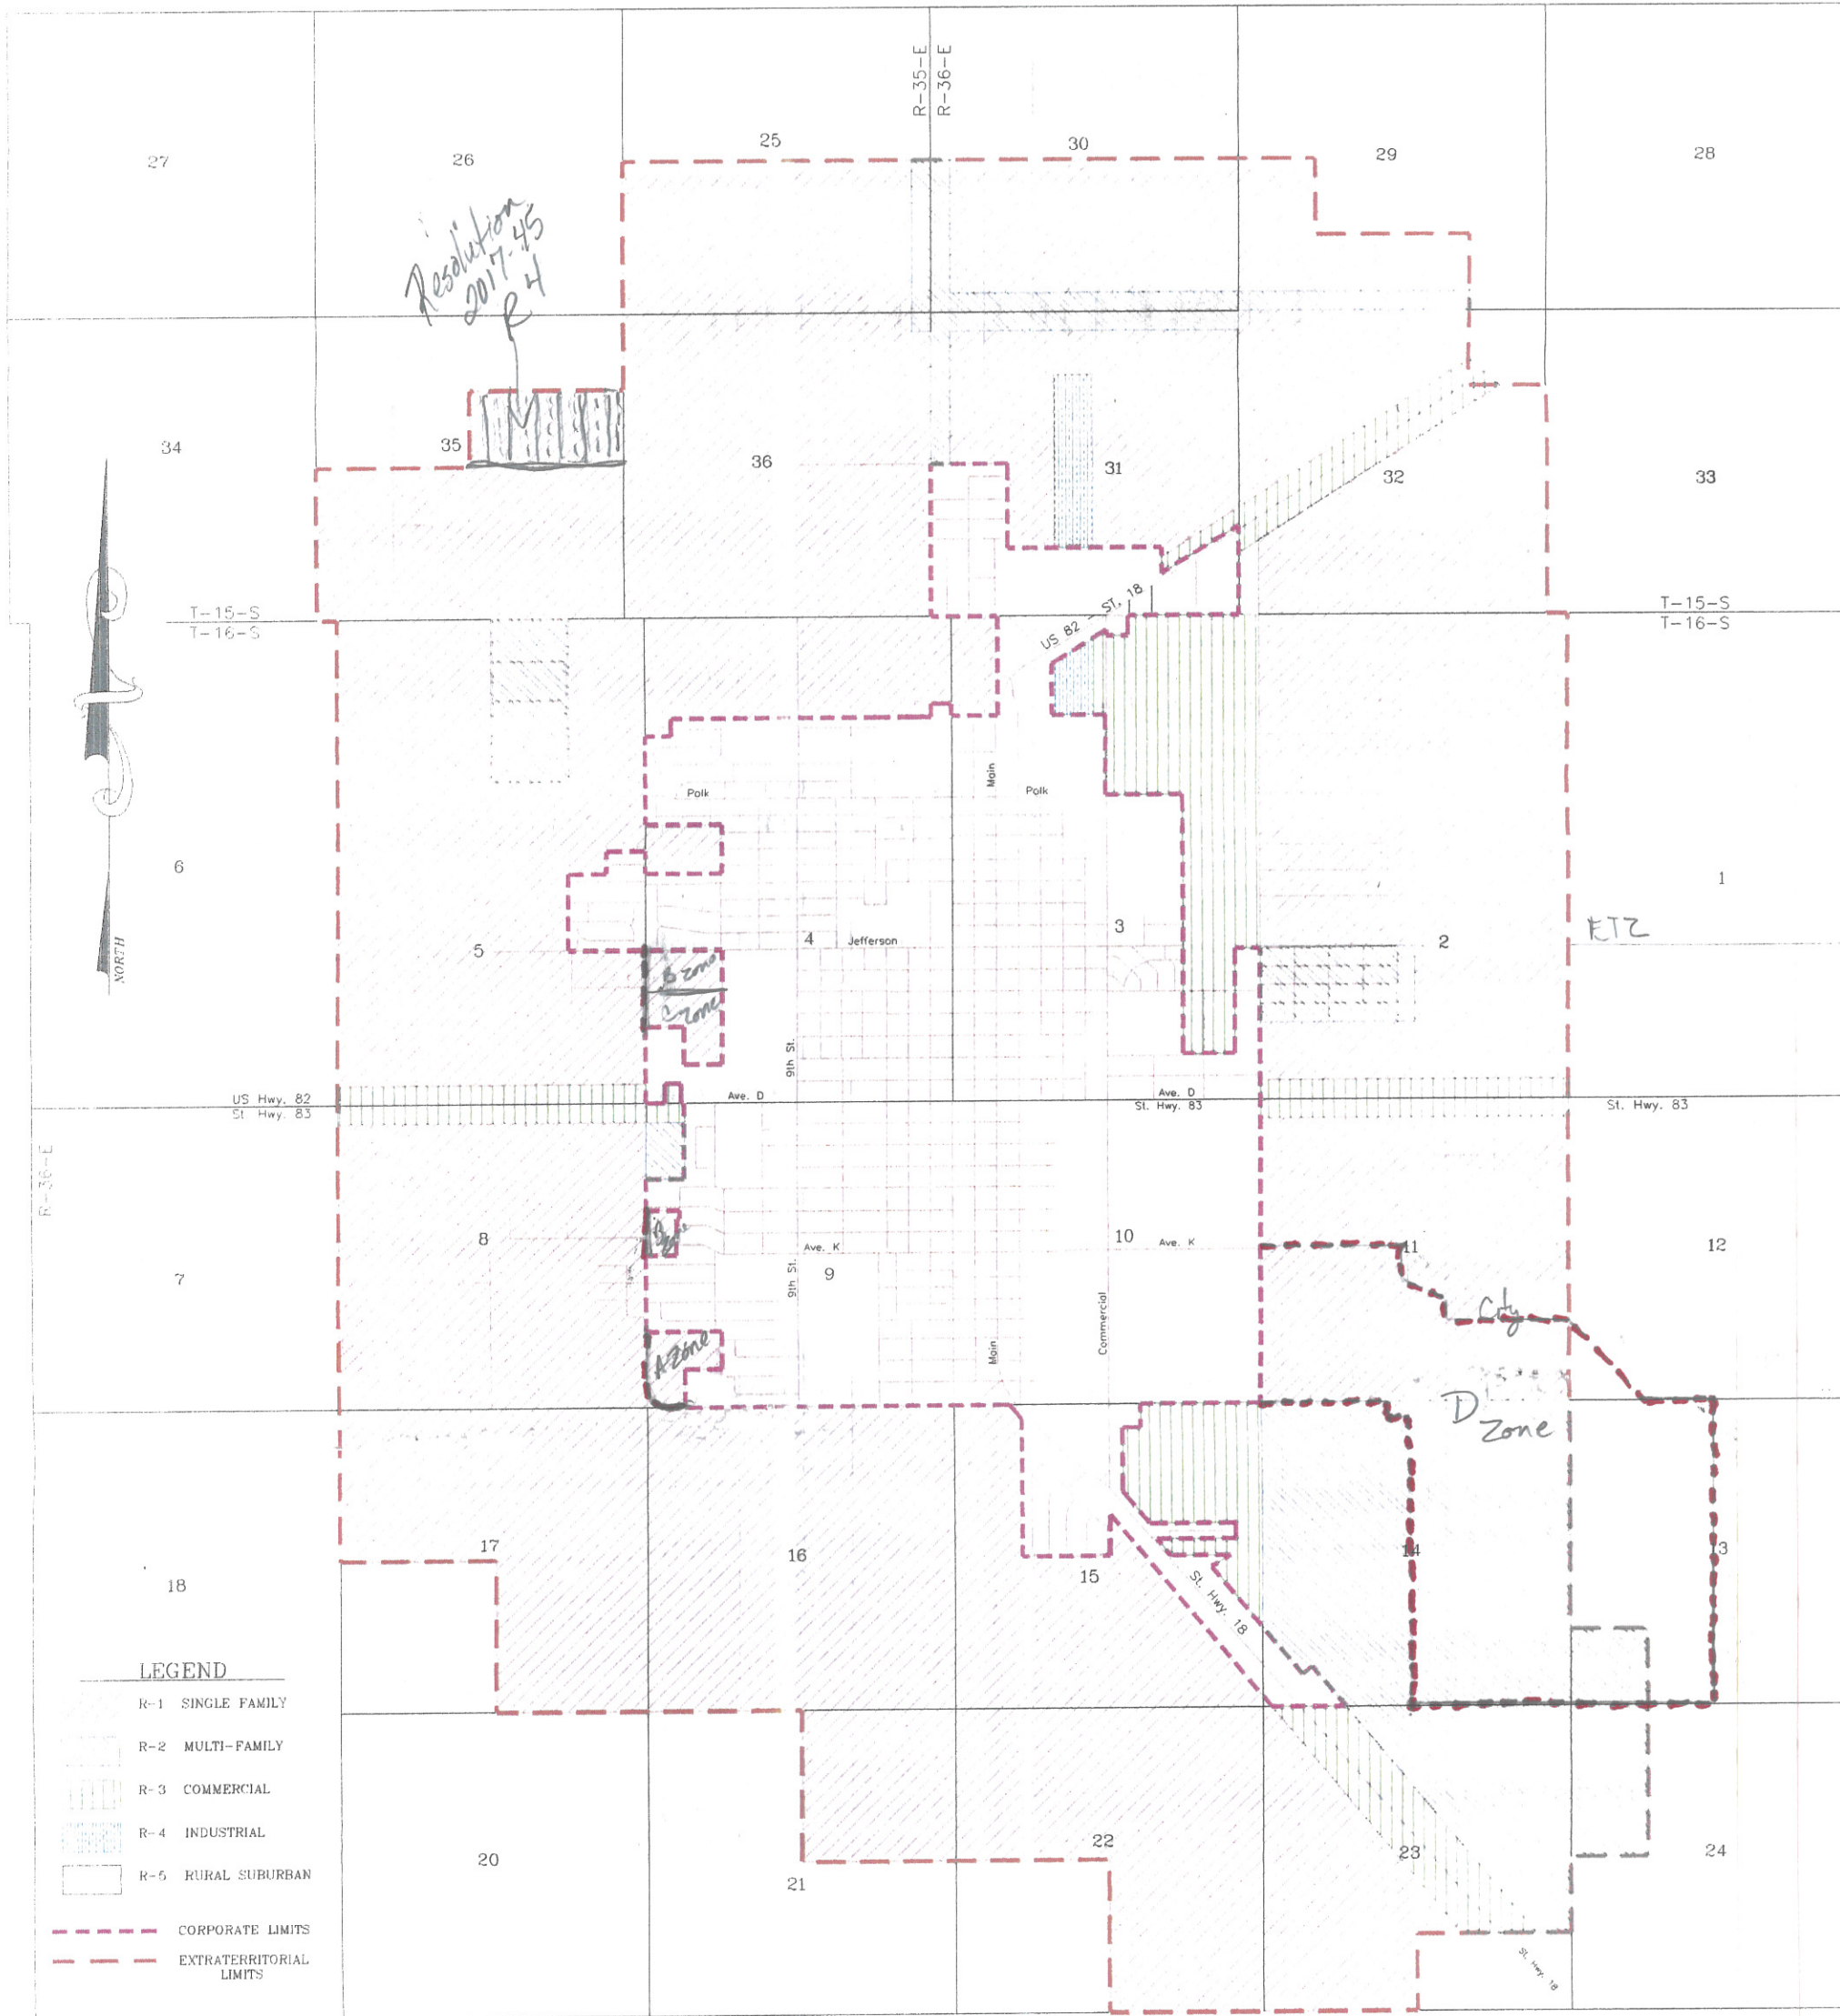 R-35-E
R-36-E
27
26
25
30
29
28
Resolution
2017-45
R 4
34
35
36
31
32
33
T-15-S
T-16-S
T-15-S
T-16-S
US 82
ST. 18
Polk
Main
Polk
6
5
4
Jefferson
3
2
1
ETZ
NORTH
B Zone
C Zone
9th St.
US Hwy. 82
St. Hwy. 83
Ave. D
Ave. D
St. Hwy. 83
St. Hwy. 83
R-36-E
7
8
B Zone
Ave. K
9th St.
9
10
Ave. K
11
12
City
Commercial
Main
A Zone
D
Zone
18
17
16
15
St. Hwy. 18
14
13
LEGEND
R-1 SINGLE FAMILY
R-2 MULTI-FAMILY
R-3 COMMERCIAL
R-4 INDUSTRIAL
R-5 RURAL SUBURBAN
CORPORATE LIMITS
EXTRATERRITORIAL
LIMITS
20
21
22
23
24
St. Hwy. 18